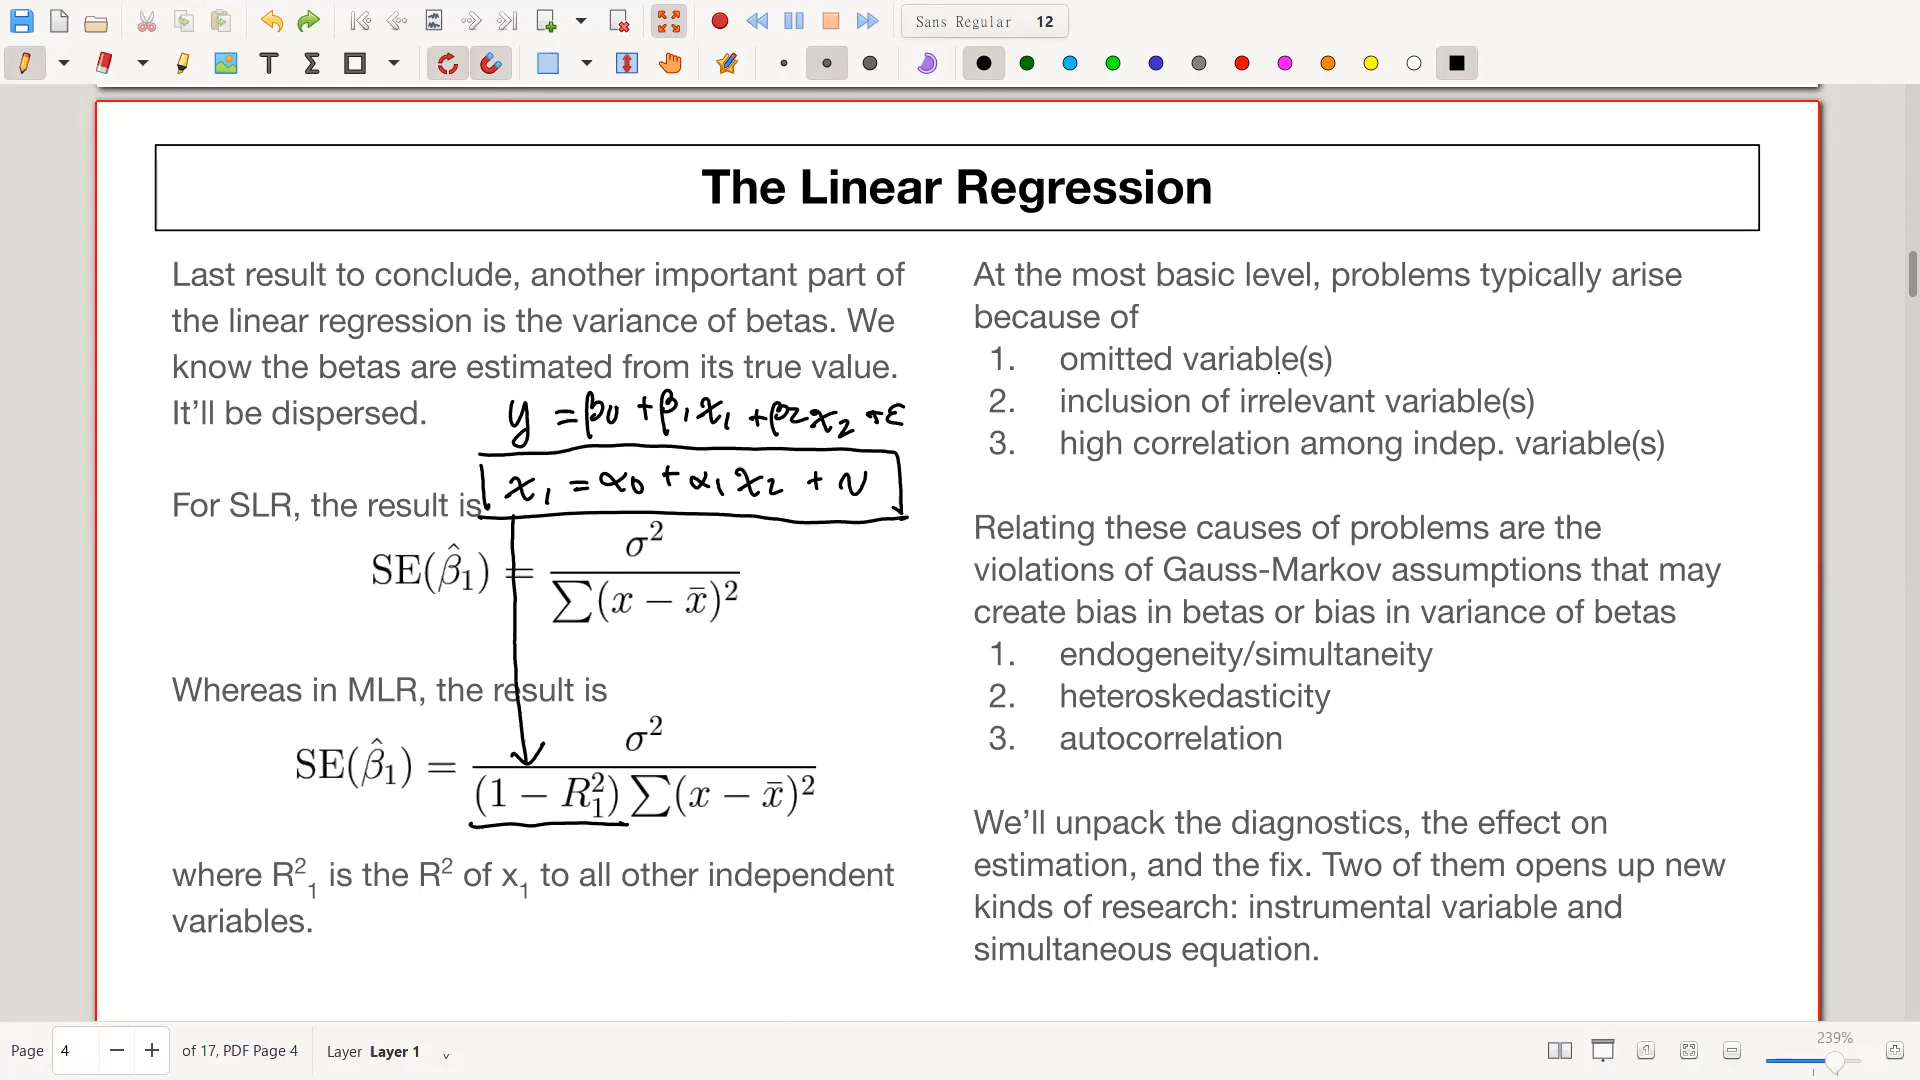 Sans Regular 12
The Linear Regression
Last result to conclude, another important part of
the linear regression is the variance of betas. We
know the betas are estimated from its true value.
It'll be dispersed.
y = β0 + β1x1 + β2x2 + ε
x1 = α0 + α1x2 + v
For SLR, the result is
SE(β̂₁) = σ² / ∑(x − x̄)²
Whereas in MLR, the result is
SE(β̂₁) = σ² / (1 − R₁²) ∑(x − x̄)²
where R²₁ is the R² of x₁ to all other independent
variables.
At the most basic level, problems typically arise
because of
1. omitted variable(s)
2. inclusion of irrelevant variable(s)
3. high correlation among indep. variable(s)
Relating these causes of problems are the
violations of Gauss-Markov assumptions that may
create bias in betas or bias in variance of betas
1. endogeneity/simultaneity
2. heteroskedasticity
3. autocorrelation
We'll unpack the diagnostics, the effect on
estimation, and the fix. Two of them opens up new
kinds of research: instrumental variable and
simultaneous equation.
Page 4 of 17, PDF Page 4 Layer Layer 1
239%